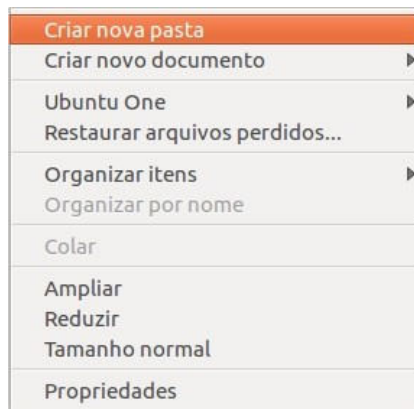 Criar nova pasta
Criar novo documento
Ubuntu One
Restaurar arquivos perdidos...
Organizar itens
Organizar por nome
Colar
Ampliar
Reduzir
Tamanho normal
Propriedades